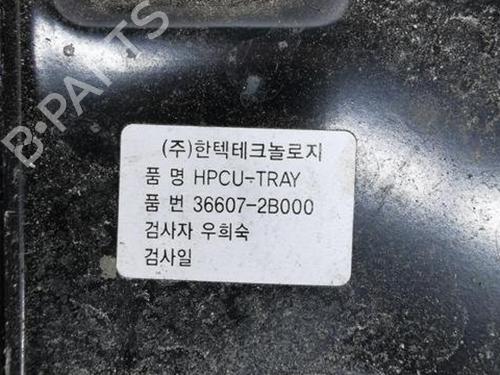 B-PARTS
(주)한텍테크놀로지
품 명 HPCU-TRAY
품 번 36607-2B000
검사자 우희숙
검사일